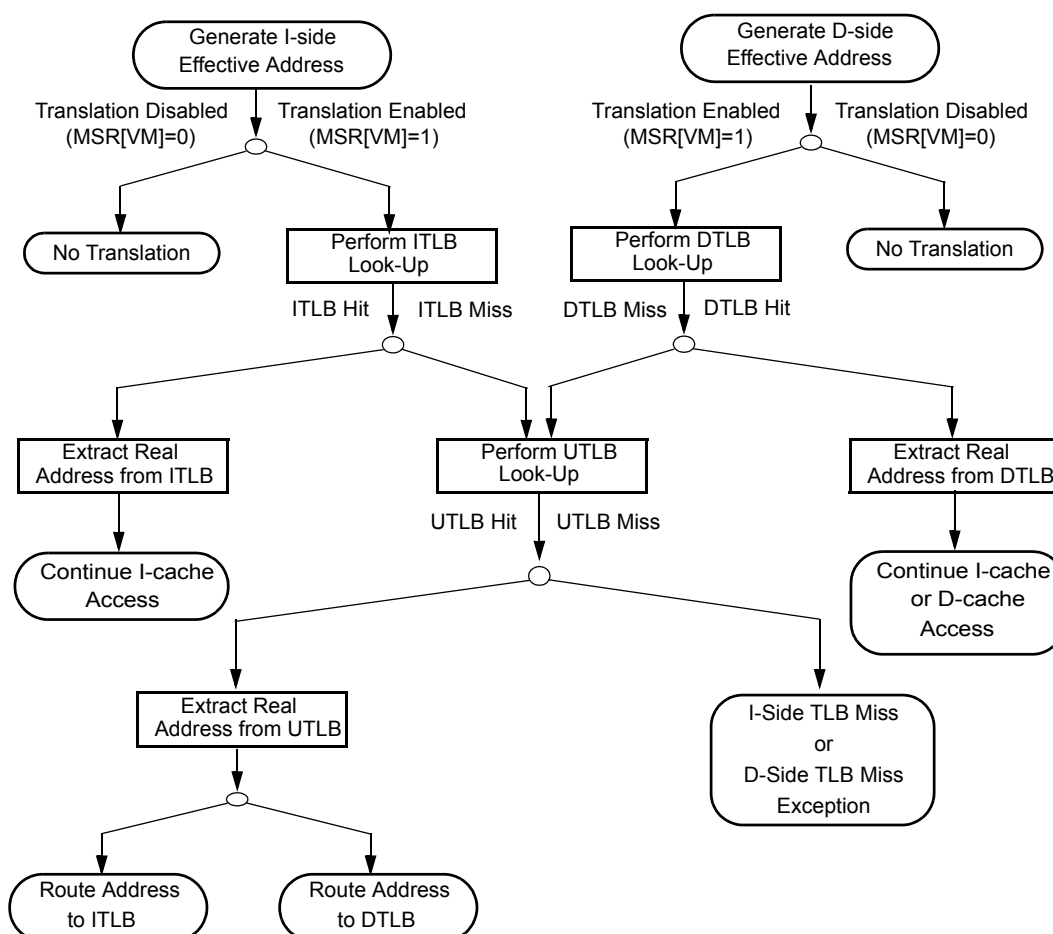 Generate I-side
Effective Address
Generate D-side
Effective Address
Translation Disabled
(MSR[VM]=0)
Translation Enabled
(MSR[VM]=1)
Translation Enabled
(MSR[VM]=1)
Translation Disabled
(MSR[VM]=0)
No Translation
Perform ITLB
Look-Up
Perform DTLB
Look-Up
No Translation
ITLB Hit
ITLB Miss
DTLB Miss
DTLB Hit
Extract Real
Address from ITLB
Perform UTLB
Look-Up
Extract Real
Address from DTLB
UTLB Hit
UTLB Miss
Continue I-cache
Access
Continue I-cache
or D-cache
Access
Extract Real
Address from UTLB
I-Side TLB Miss
or
D-Side TLB Miss
Exception
Route Address
to ITLB
Route Address
to DTLB